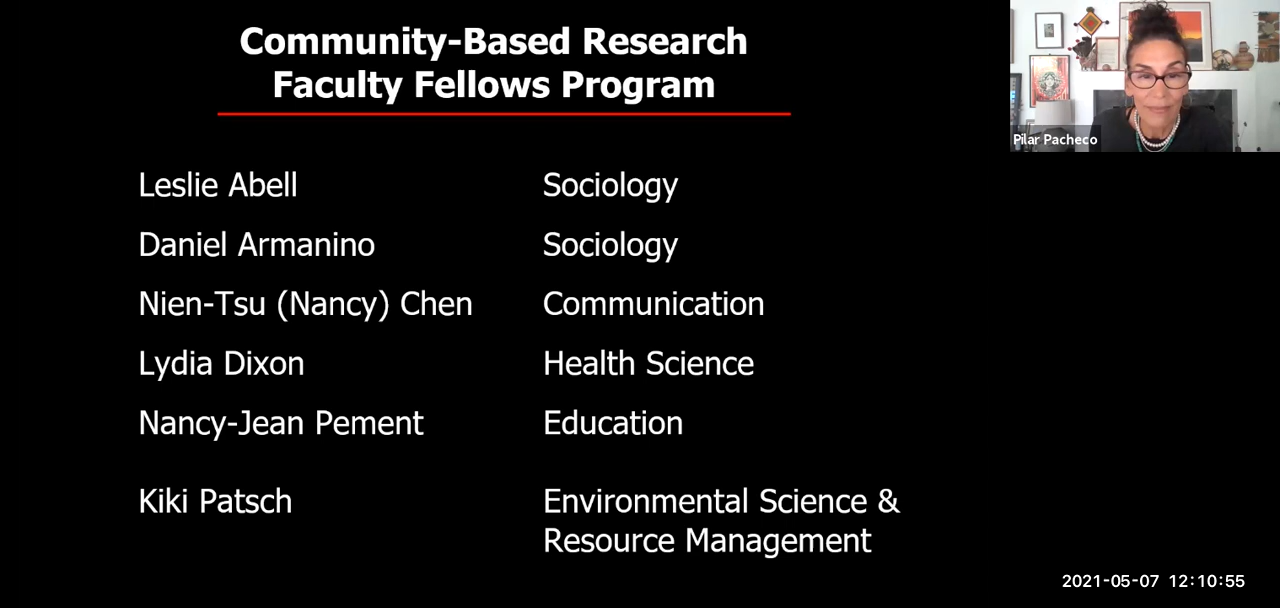 Community-Based Research
Faculty Fellows Program
Pilar Pacheco
Leslie Abell Sociology
Daniel Armanino Sociology
Nien-Tsu (Nancy) Chen Communication
Lydia Dixon Health Science
Nancy-Jean Pement Education
Kiki Patsch Environmental Science &
Resource Management
2021-05-07 12:10:55